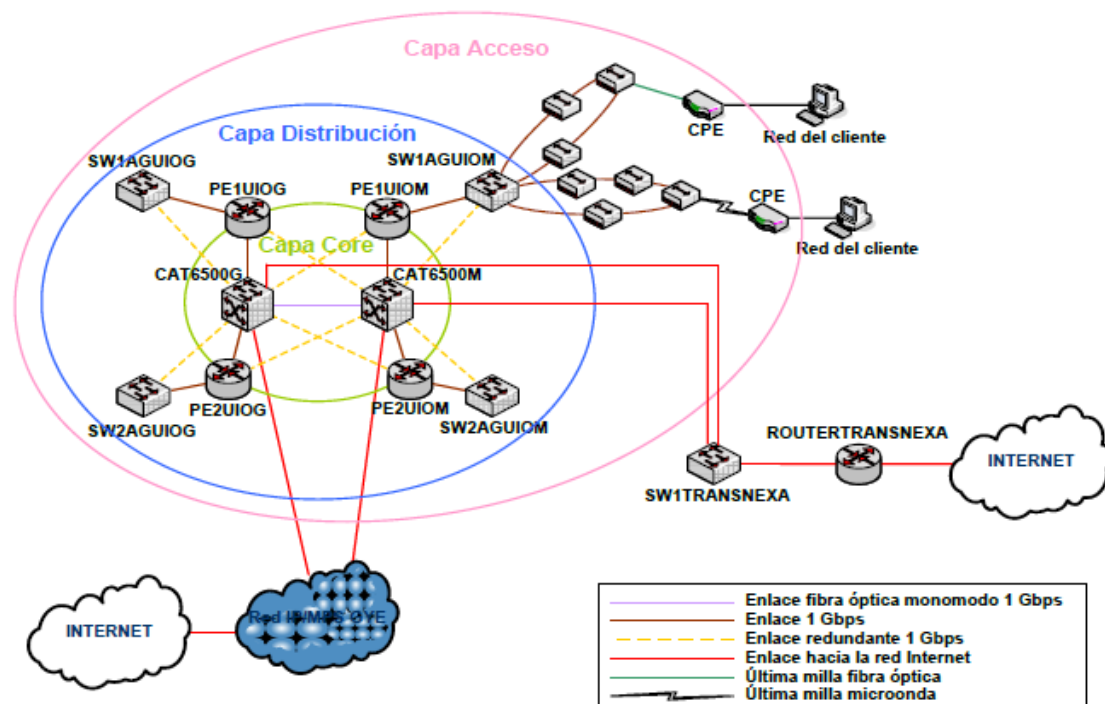 Capa Acceso
Capa Distribución
CPE
Red del cliente
SW1AGUIOG
SW1AGUIOM
PE1UIOG
PE1UIOM
CPE
Red del cliente
Capa Core
CAT6500G
CAT6500M
PE2UIOG
PE2UIOM
SW2AGUIOG
SW2AGUIOM
ROUTERTRANSNEXA
INTERNET
SW1TRANSNEXA
INTERNET
Red
Enlace fibra óptica monomodo 1 Gbps
Enlace 1 Gbps
Enlace redundante 1 Gbps
Enlace hacia la red Internet
Última milla fibra óptica
Última milla microonda